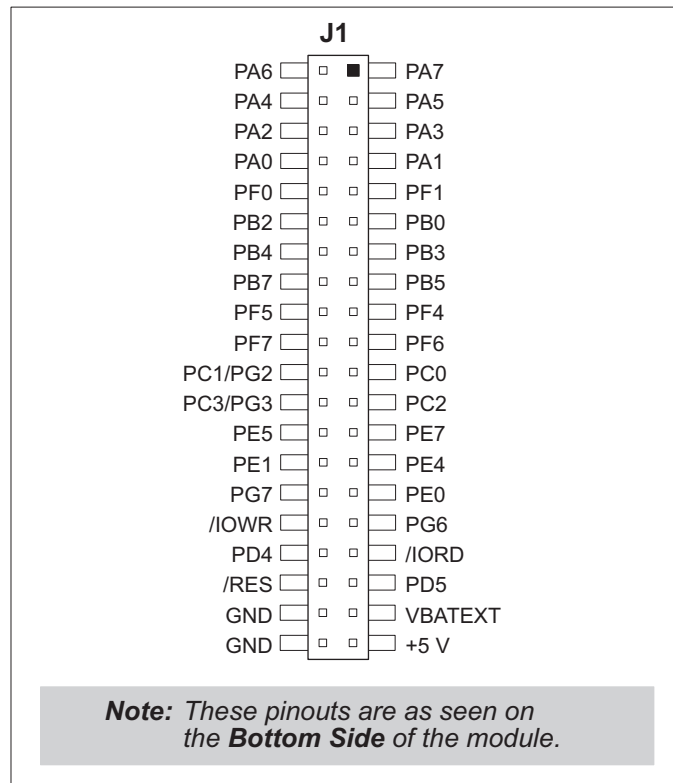 J1
PA6 PA7
PA4 PA5
PA2 PA3
PA0 PA1
PF0 PF1
PB2 PB0
PB4 PB3
PB7 PB5
PF5 PF4
PF7 PF6
PC1/PG2 PC0
PC3/PG3 PC2
PE5 PE7
PE1 PE4
PG7 PE0
/IOWR PG6
PD4 /IORD
/RES PD5
GND VBATEXT
GND +5 V
Note: These pinouts are as seen on
the Bottom Side of the module.